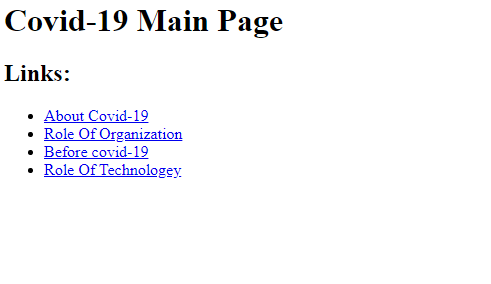 Covid-19 Main Page
Links:
About Covid-19
Role Of Organization
Before covid-19
Role Of Technologey